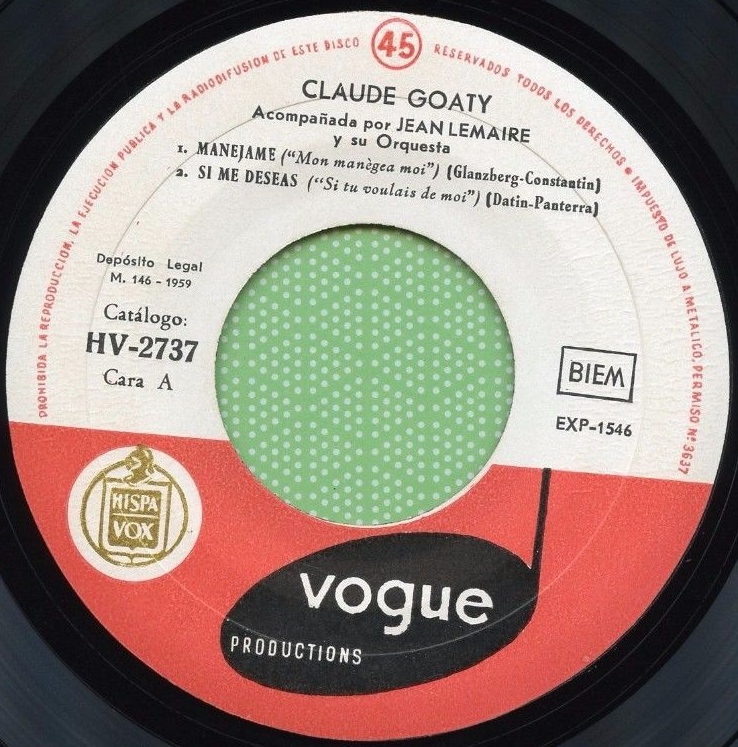 PROHIBIDA LA REPRODUCCION, LA EJECUCION PUBLICA Y LA RADIODIFUSION DE ESTE DISCO
45
RESERVADOS TODOS LOS DERECHOS • IMPUESTO DE LUJO A METALICO, PERMISO N.º 3637
CLAUDE GOATY
Acompañada por JEAN LEMAIRE
y su Orquesta
1. MANEJAME ("Mon manègea moi") (Glanzberg-Constantin)
2. SI ME DESEAS ("Si tu voulais de moi") (Datin-Panterra)
Depósito Legal
M. 146 - 1959
Catálogo:
HV-2737
Cara A
BIEM
EXP-1546
HISPA
VOX
vogue
PRODUCTIONS